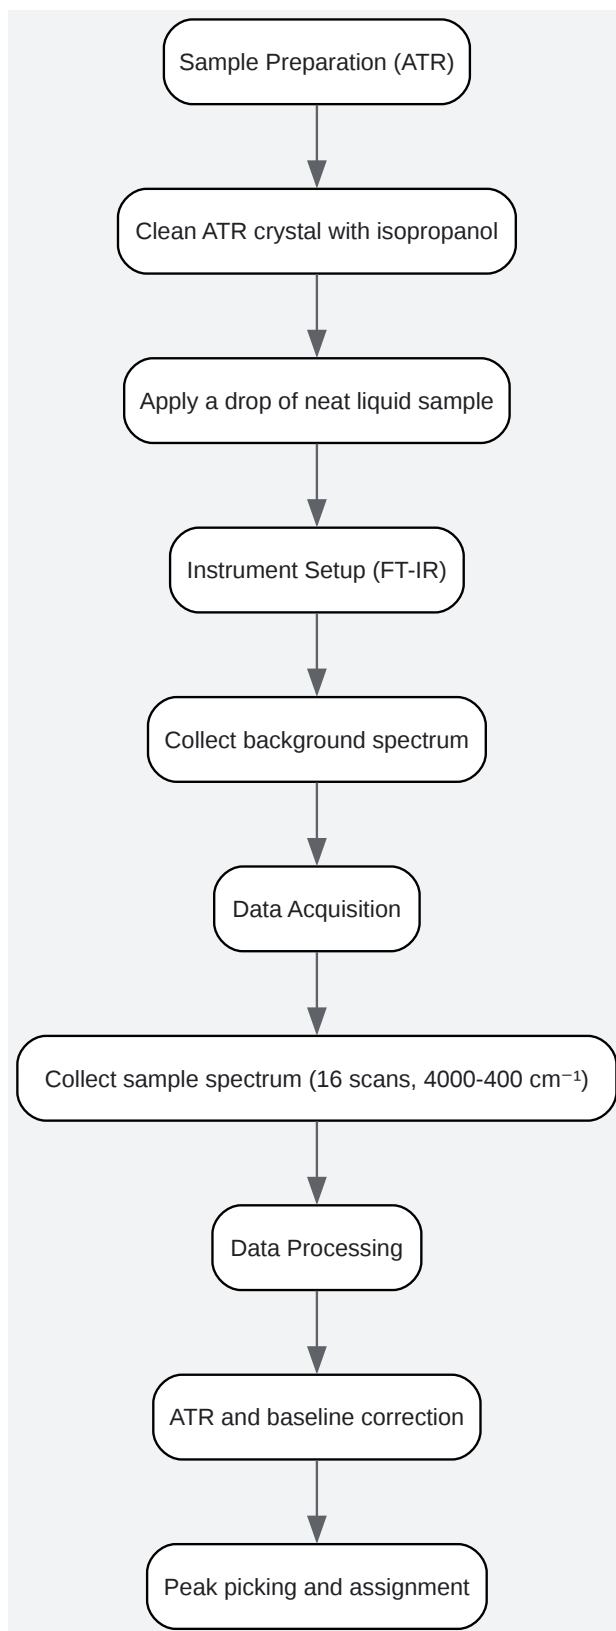 Sample Preparation (ATR)
Clean ATR crystal with isopropanol
Apply a drop of neat liquid sample
Instrument Setup (FT-IR)
Collect background spectrum
Data Acquisition
Collect sample spectrum (16 scans, 4000-400 cm⁻¹)
Data Processing
ATR and baseline correction
Peak picking and assignment